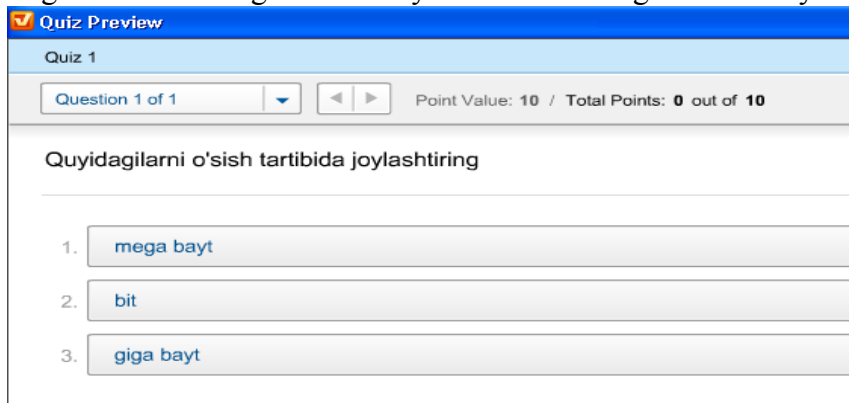 Quiz Preview
Quiz 1
Question 1 of 1 Point Value: 10 / Total Points: 0 out of 10
Quyidagilarni o'sish tartibida joylashtiring
1. mega bayt
2. bit
3. giga bayt